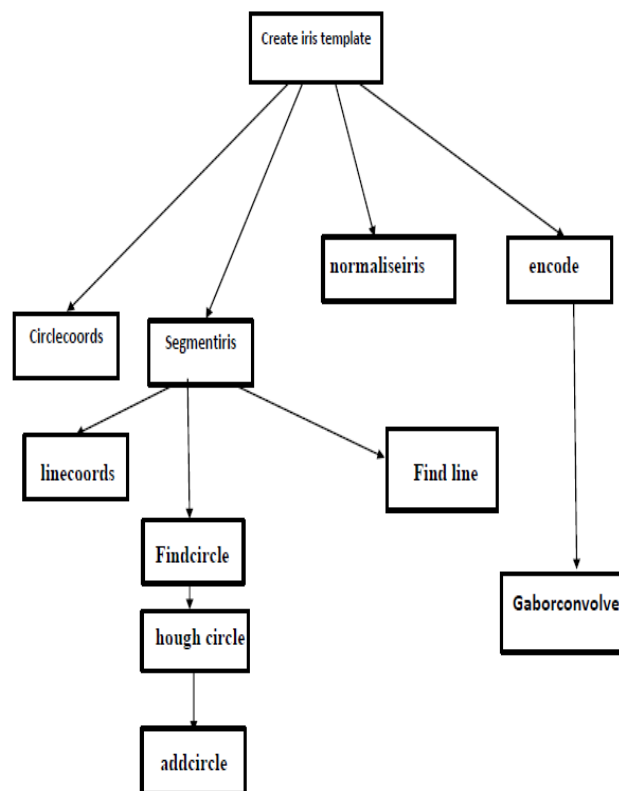 Create iris template
normaliseiris
encode
Circlecoords
Segmentiris
linecoords
Find line
Findcircle
Gaborconvolve
hough circle
addcircle